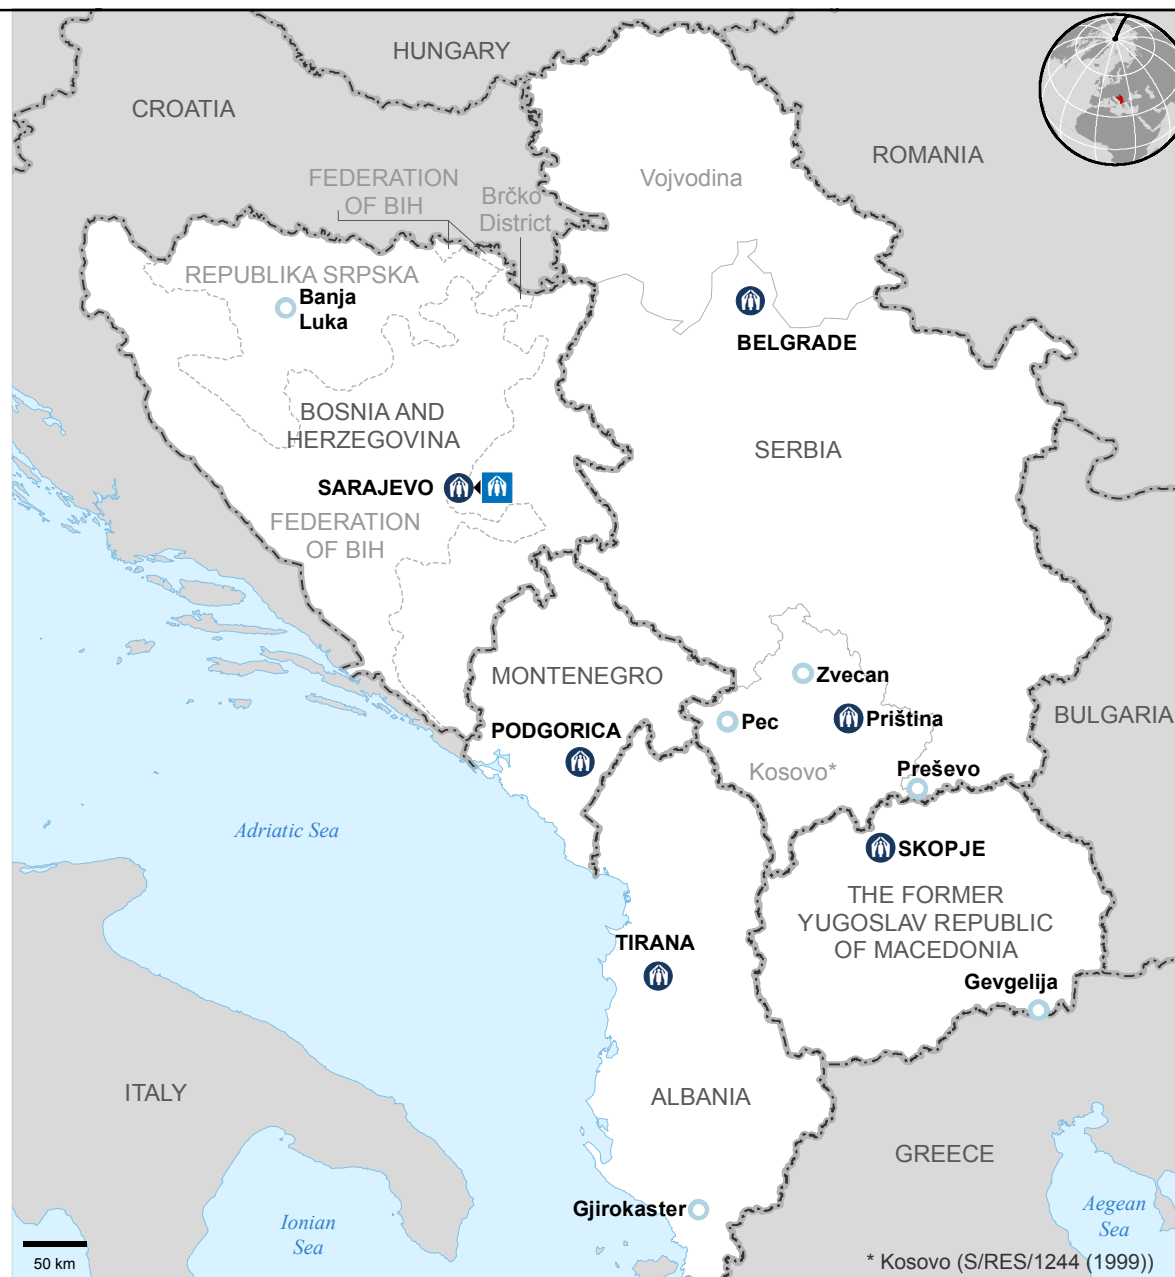 HUNGARY
CROATIA
ROMANIA
FEDERATION
OF BIH
Brčko
District
Vojvodina
REPUBLIKA SRPSKA
Banja
Luka
BELGRADE
BOSNIA AND
HERZEGOVINA
SERBIA
SARAJEVO
FEDERATION
OF BIH
MONTENEGRO
Zvecan
PODGORICA
Pec
Priština
BULGARIA
Kosovo*
Preševo
Adriatic Sea
SKOPJE
THE FORMER
YUGOSLAV REPUBLIC
OF MACEDONIA
TIRANA
Gevgelija
ITALY
ALBANIA
GREECE
Gjirokaster
Ionian
Sea
Aegean
Sea
50 km
* Kosovo (S/RES/1244 (1999))